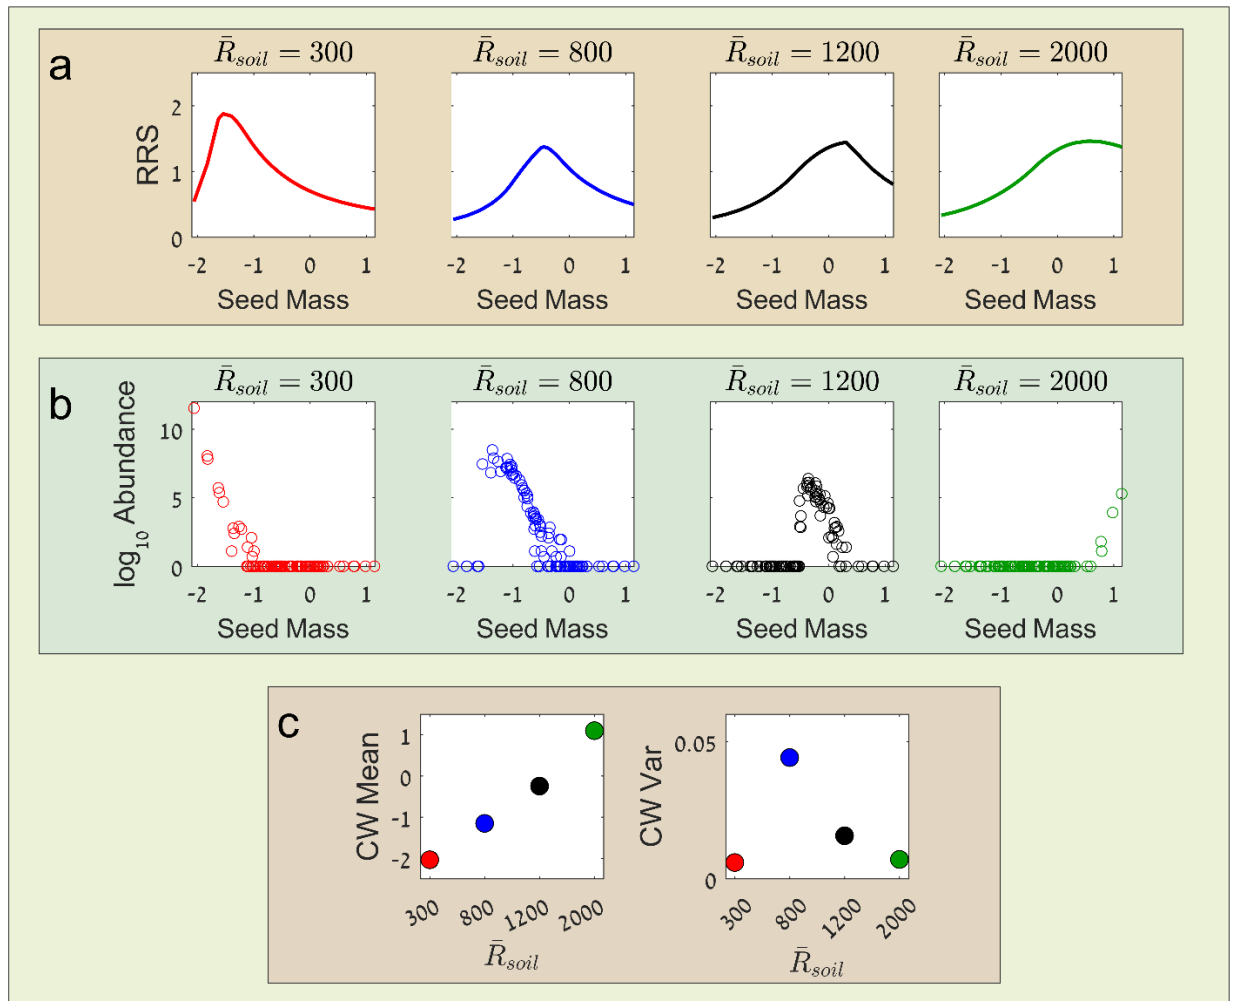 a
R̄soil = 300
R̄soil = 800
R̄soil = 1200
R̄soil = 2000
RRS
2
1
0
-2 -1 0 1
-2 -1 0 1
-2 -1 0 1
-2 -1 0 1
Seed Mass
Seed Mass
Seed Mass
Seed Mass
b
R̄soil = 300
R̄soil = 800
R̄soil = 1200
R̄soil = 2000
log10 Abundance
10
5
0
-2 -1 0 1
-2 -1 0 1
-2 -1 0 1
-2 -1 0 1
Seed Mass
Seed Mass
Seed Mass
Seed Mass
c
CW Mean
1
0
-1
-2
300 800 1200 2000
R̄soil
CW Var
0.05
0
300 800 1200 2000
R̄soil